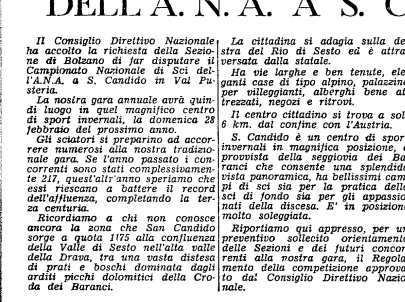 DELL'A. N. A. A S. C
Il Consiglio Direttivo Nazionale
ha accolto la richiesta della Sezio-
ne di Bolzano di far disputare il
Campionato Nazionale di Sci del-
l'A.N.A. a S. Candido in Val Pu-
steria.
La nostra gara annuale avrà quin-
di luogo in quel magnifico centro
di sport invernali, la domenica 28
febbraio del prossimo anno.
Gli sciatori si preparino ad accor-
rere numerosi alla nostra tradizio-
nale gara. Se l'anno passato i con-
correnti sono stati complessivamen-
te 217, quest'altr'anno speriamo che
essi riescano a battere il record
dell'affluenza, completando la ter-
za centuria.
Ricordiamo a chi non conosce
ancora la zona che San Candido
sorge a quota 1175 alla confluenza
della Valle di Sesto nell'alta valle
della Drava, tra una vasta distesa
di prati e boschi dominata dagli
arditi picchi dolomitici della Cro-
da dei Baranci.
La cittadina si adagia sulla de-
stra del Rio di Sesto ed è attra-
versata dalla statale.
Ha vie larghe e ben tenute, ele-
ganti case di tipo alpino, palazzine
per villeggianti, alberghi bene at-
trezzati, negozi e ritrovi.
Il centro cittadino si trova a soli
6 km. dal confine con l'Austria.
S. Candido è un centro di sport
invernali in magnifica posizione, è
provvista della seggiovia dei Ba-
ranci che consente una splendida
vista panoramica, ha bellissimi cam-
pi di sci sia per la pratica dello
sci di fondo sia per gli appassio-
nati della discesa. E' in posizione
molto soleggiata.
Riportiamo qui appresso, per un
preventivo sollecito orientamento
delle Sezioni e dei futuri concor-
renti alla nostra gara, il Regola-
mento della competizione approva-
to dal Consiglio Direttivo Nazio-
nale.